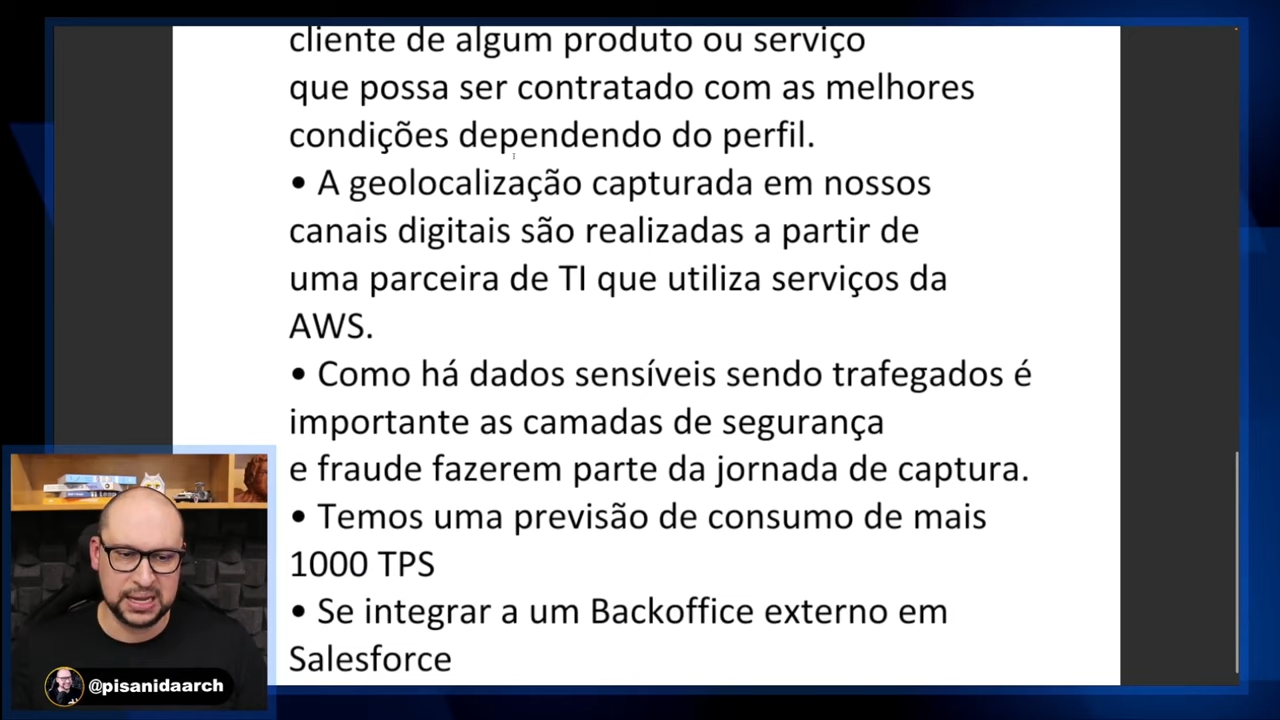 cliente de algum produto ou serviço
que possa ser contratado com as melhores
condições dependendo do perfil.
• A geolocalização capturada em nossos
canais digitais são realizadas a partir de
uma parceira de TI que utiliza serviços da
AWS.
• Como há dados sensíveis sendo trafegados é
importante as camadas de segurança
e fraude fazerem parte da jornada de captura.
• Temos uma previsão de consumo de mais
1000 TPS
• Se integrar a um Backoffice externo em
Salesforce
@pisanidaarch